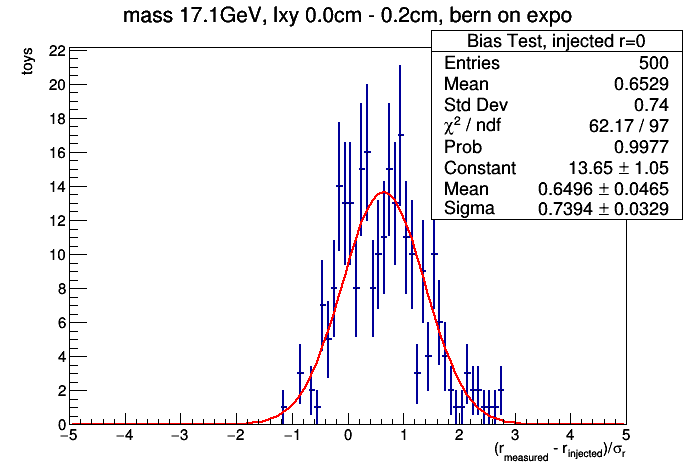 mass 17.1GeV, lxy 0.0cm - 0.2cm, bern on expo
Bias Test, injected r=0
Entries 500
Mean 0.6529
Std Dev 0.74
χ² / ndf 62.17 / 97
Prob 0.9977
Constant 13.65 ± 1.05
Mean 0.6496 ± 0.0465
Sigma 0.7394 ± 0.0329
toys
22
20
18
16
14
12
10
8
6
4
2
0
−5 −4 −3 −2 −1 0 1 2 3 4 5
(r_measured - r_injected)/σ_r